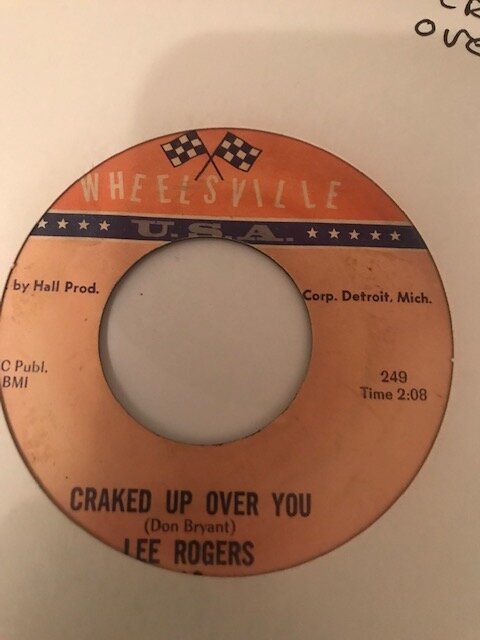 ove
WHEELSVILLE
U.S.A.
by Hall Prod.
Corp. Detroit, Mich.
C Publ.
BMI
249
Time 2:08
CRAKED UP OVER YOU
(Don Bryant)
LEE ROGERS